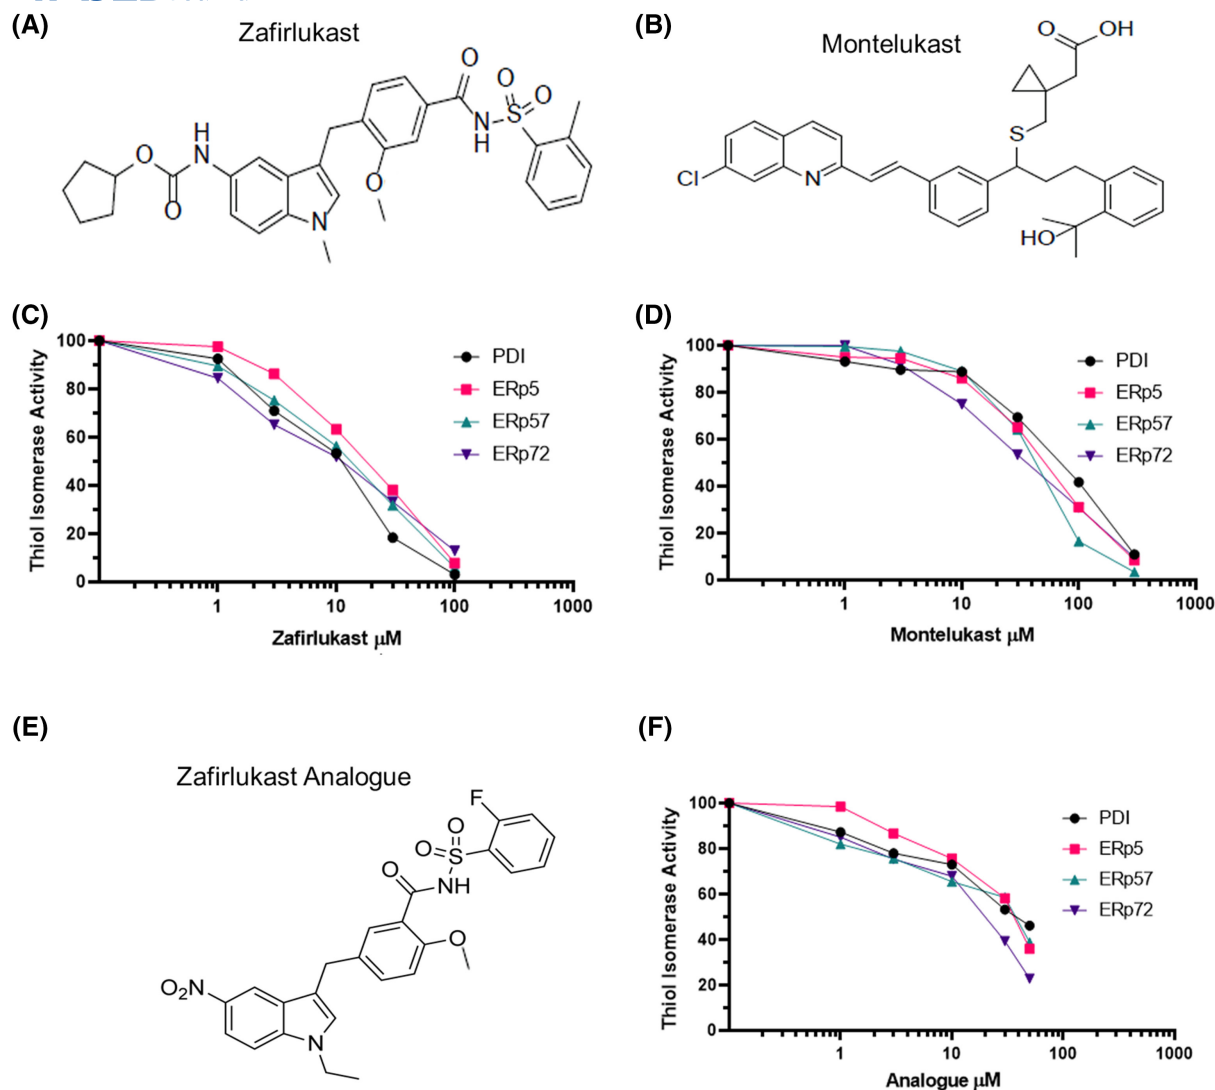 (A)
Zafirlukast
O
O
O
S
N
H
H
N
O
O
O
N
(B)
Montelukast
O
OH
S
Cl
N
HO
(C)
100
80
60
40
20
0
Thiol Isomerase Activity
PDI
ERp5
ERp57
ERp72
1
10
100
1000
Zafirlukast μM
(D)
100
80
60
40
20
0
Thiol Isomerase Activity
PDI
ERp5
ERp57
ERp72
1
10
100
1000
Montelukast μM
(E)
Zafirlukast Analogue
F
O
O
S
O
NH
O
O₂N
N
(F)
100
80
60
40
20
0
Thiol Isomerase Activity
PDI
ERp5
ERp57
ERp72
1
10
100
1000
Analogue μM